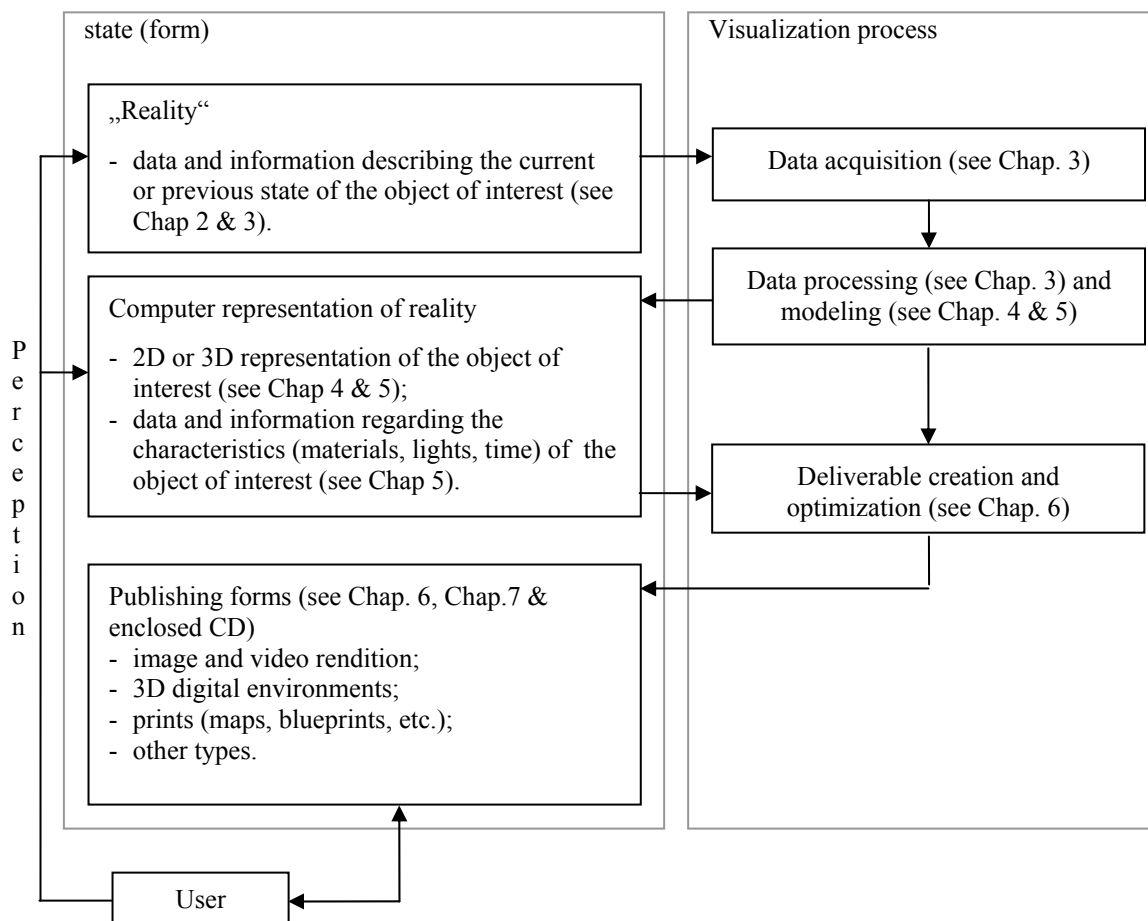 state (form)
„Reality“
- data and information describing the current
or previous state of the object of interest (see
Chap 2 & 3).
Computer representation of reality
- 2D or 3D representation of the object of
interest (see Chap 4 & 5);
- data and information regarding the
characteristics (materials, lights, time) of the
object of interest (see Chap 5).
Publishing forms (see Chap. 6, Chap.7 &
enclosed CD)
- image and video rendition;
- 3D digital environments;
- prints (maps, blueprints, etc.);
- other types.
Visualization process
Data acquisition (see Chap. 3)
Data processing (see Chap. 3) and
modeling (see Chap. 4 & 5)
Deliverable creation and
optimization (see Chap. 6)
Perception
User